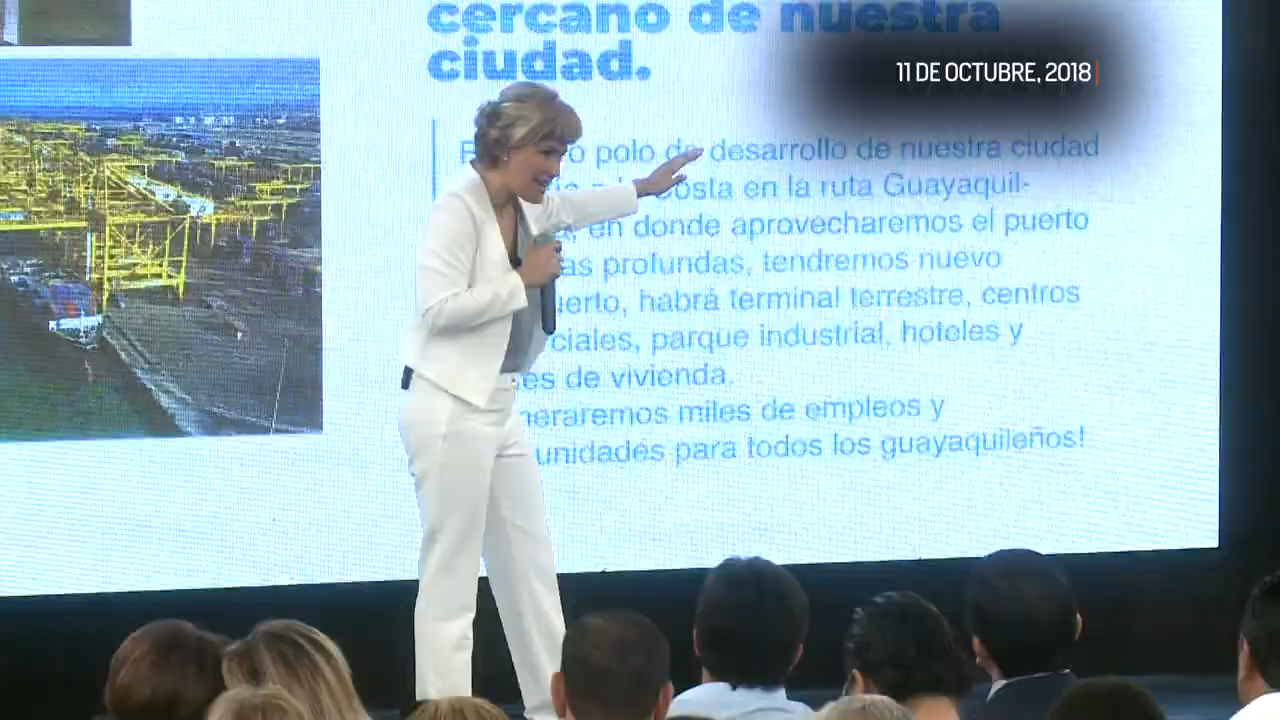 cercano de nuestra
ciudad.
11 DE OCTUBRE, 2018
polo de desarrollo de nuestra ciudad
costa en la ruta Guayaquil-
en donde aprovecharemos el puerto
profundas, tendremos nuevo
habrá terminal terrestre, centros
parque industrial, hoteles y
de vivienda.
miles de empleos y
para todos los guayaquileños!